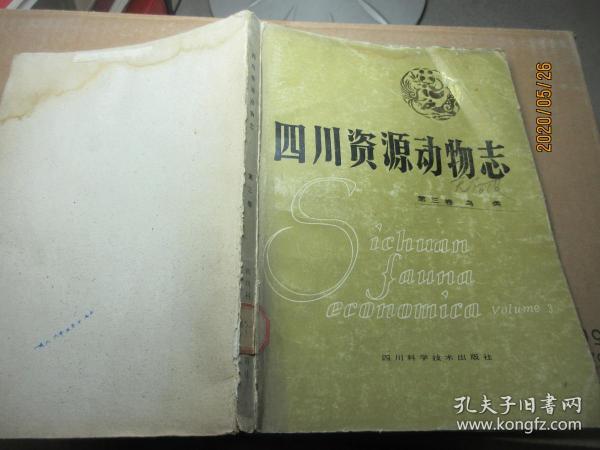 四川资源动物志
第三卷 鸟类
Sichuan
fauna
economica volume 3
四川科学技术出版社
2020/05/26
孔夫子旧书网
www.kongfz.com